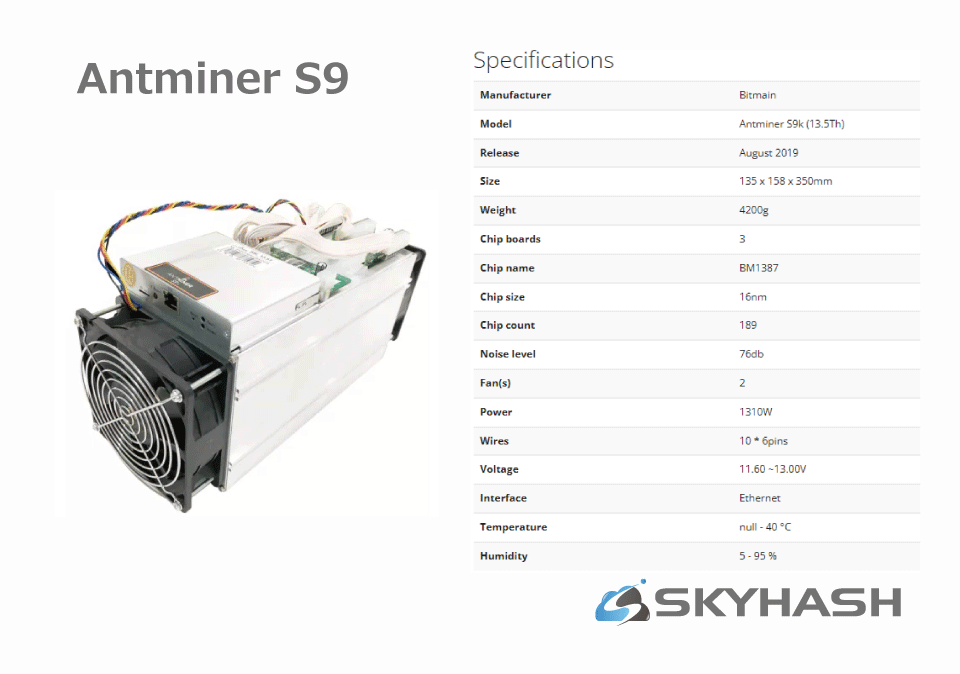 Antminer S9
Specifications
Manufacturer Bitmain
Model Antminer S9k (13.5Th)
Release August 2019
Size 135 x 158 x 350mm
Weight 4200g
Chip boards 3
Chip name BM1387
Chip size 16nm
Chip count 189
Noise level 76db
Fan(s) 2
Power 1310W
Wires 10 * 6pins
Voltage 11.60 ~13.00V
Interface Ethernet
Temperature null - 40 °C
Humidity 5 - 95 %
SKYHASH